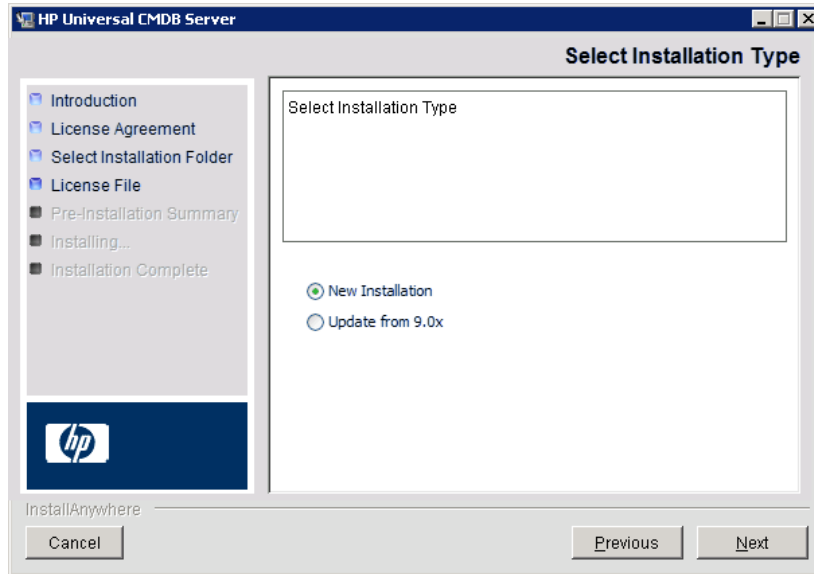 HP Universal CMDB Server
Select Installation Type
Introduction
License Agreement
Select Installation Folder
License File
Pre-Installation Summary
Installing...
Installation Complete
hp
Select Installation Type
New Installation
Update from 9.0x
InstallAnywhere
Cancel
Previous
Next